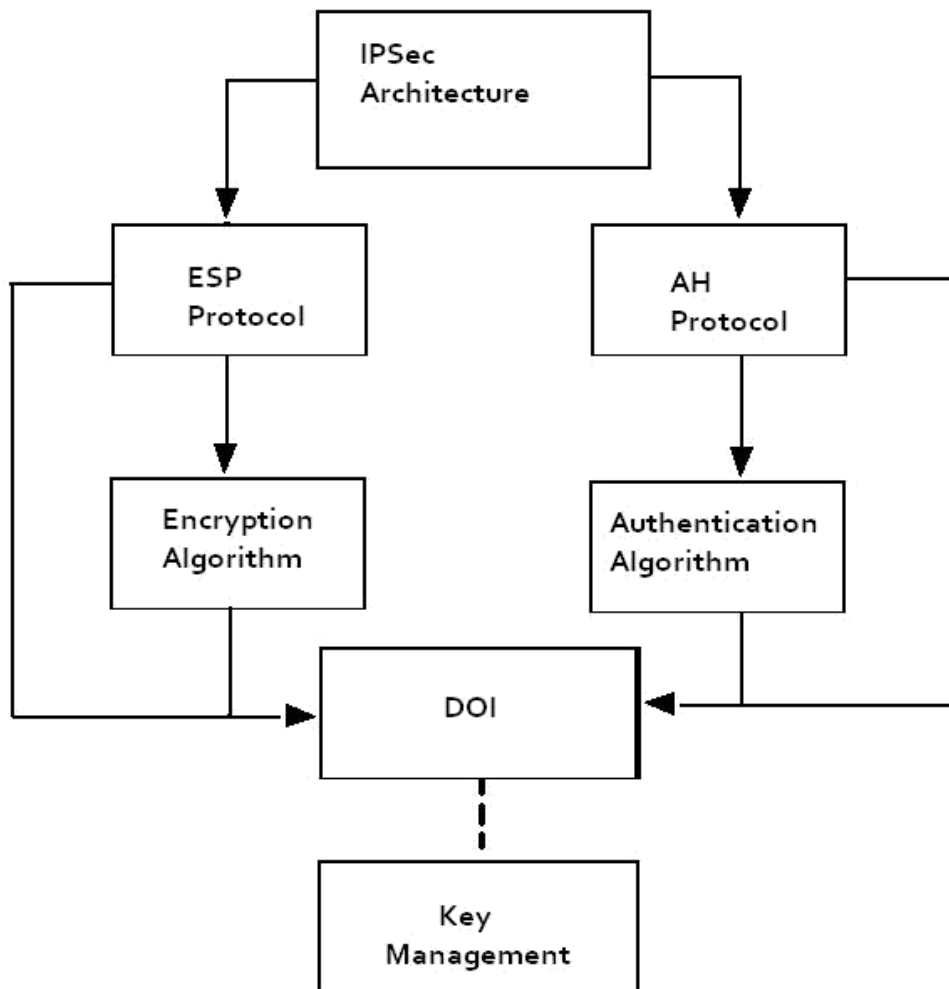 IPSec
Architecture
ESP
Protocol
AH
Protocol
Encryption
Algorithm
Authentication
Algorithm
DOI
Key
Management